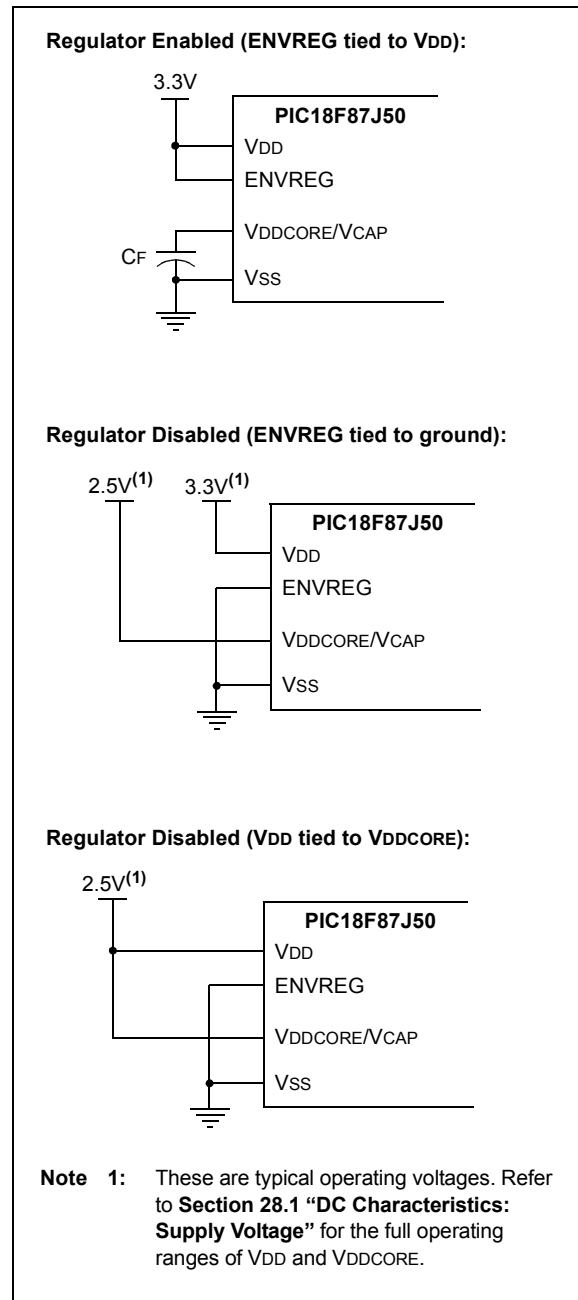 Regulator Enabled (ENVREG tied to VDD):
3.3V
PIC18F87J50
VDD
ENVREG
VDDCORE/VCAP
CF
VSS
Regulator Disabled (ENVREG tied to ground):
2.5V(1) 3.3V(1)
PIC18F87J50
VDD
ENVREG
VDDCORE/VCAP
VSS
Regulator Disabled (VDD tied to VDDCORE):
2.5V(1)
PIC18F87J50
VDD
ENVREG
VDDCORE/VCAP
VSS
Note 1: These are typical operating voltages. Refer
to Section 28.1 “DC Characteristics:
Supply Voltage” for the full operating
ranges of VDD and VDDCORE.